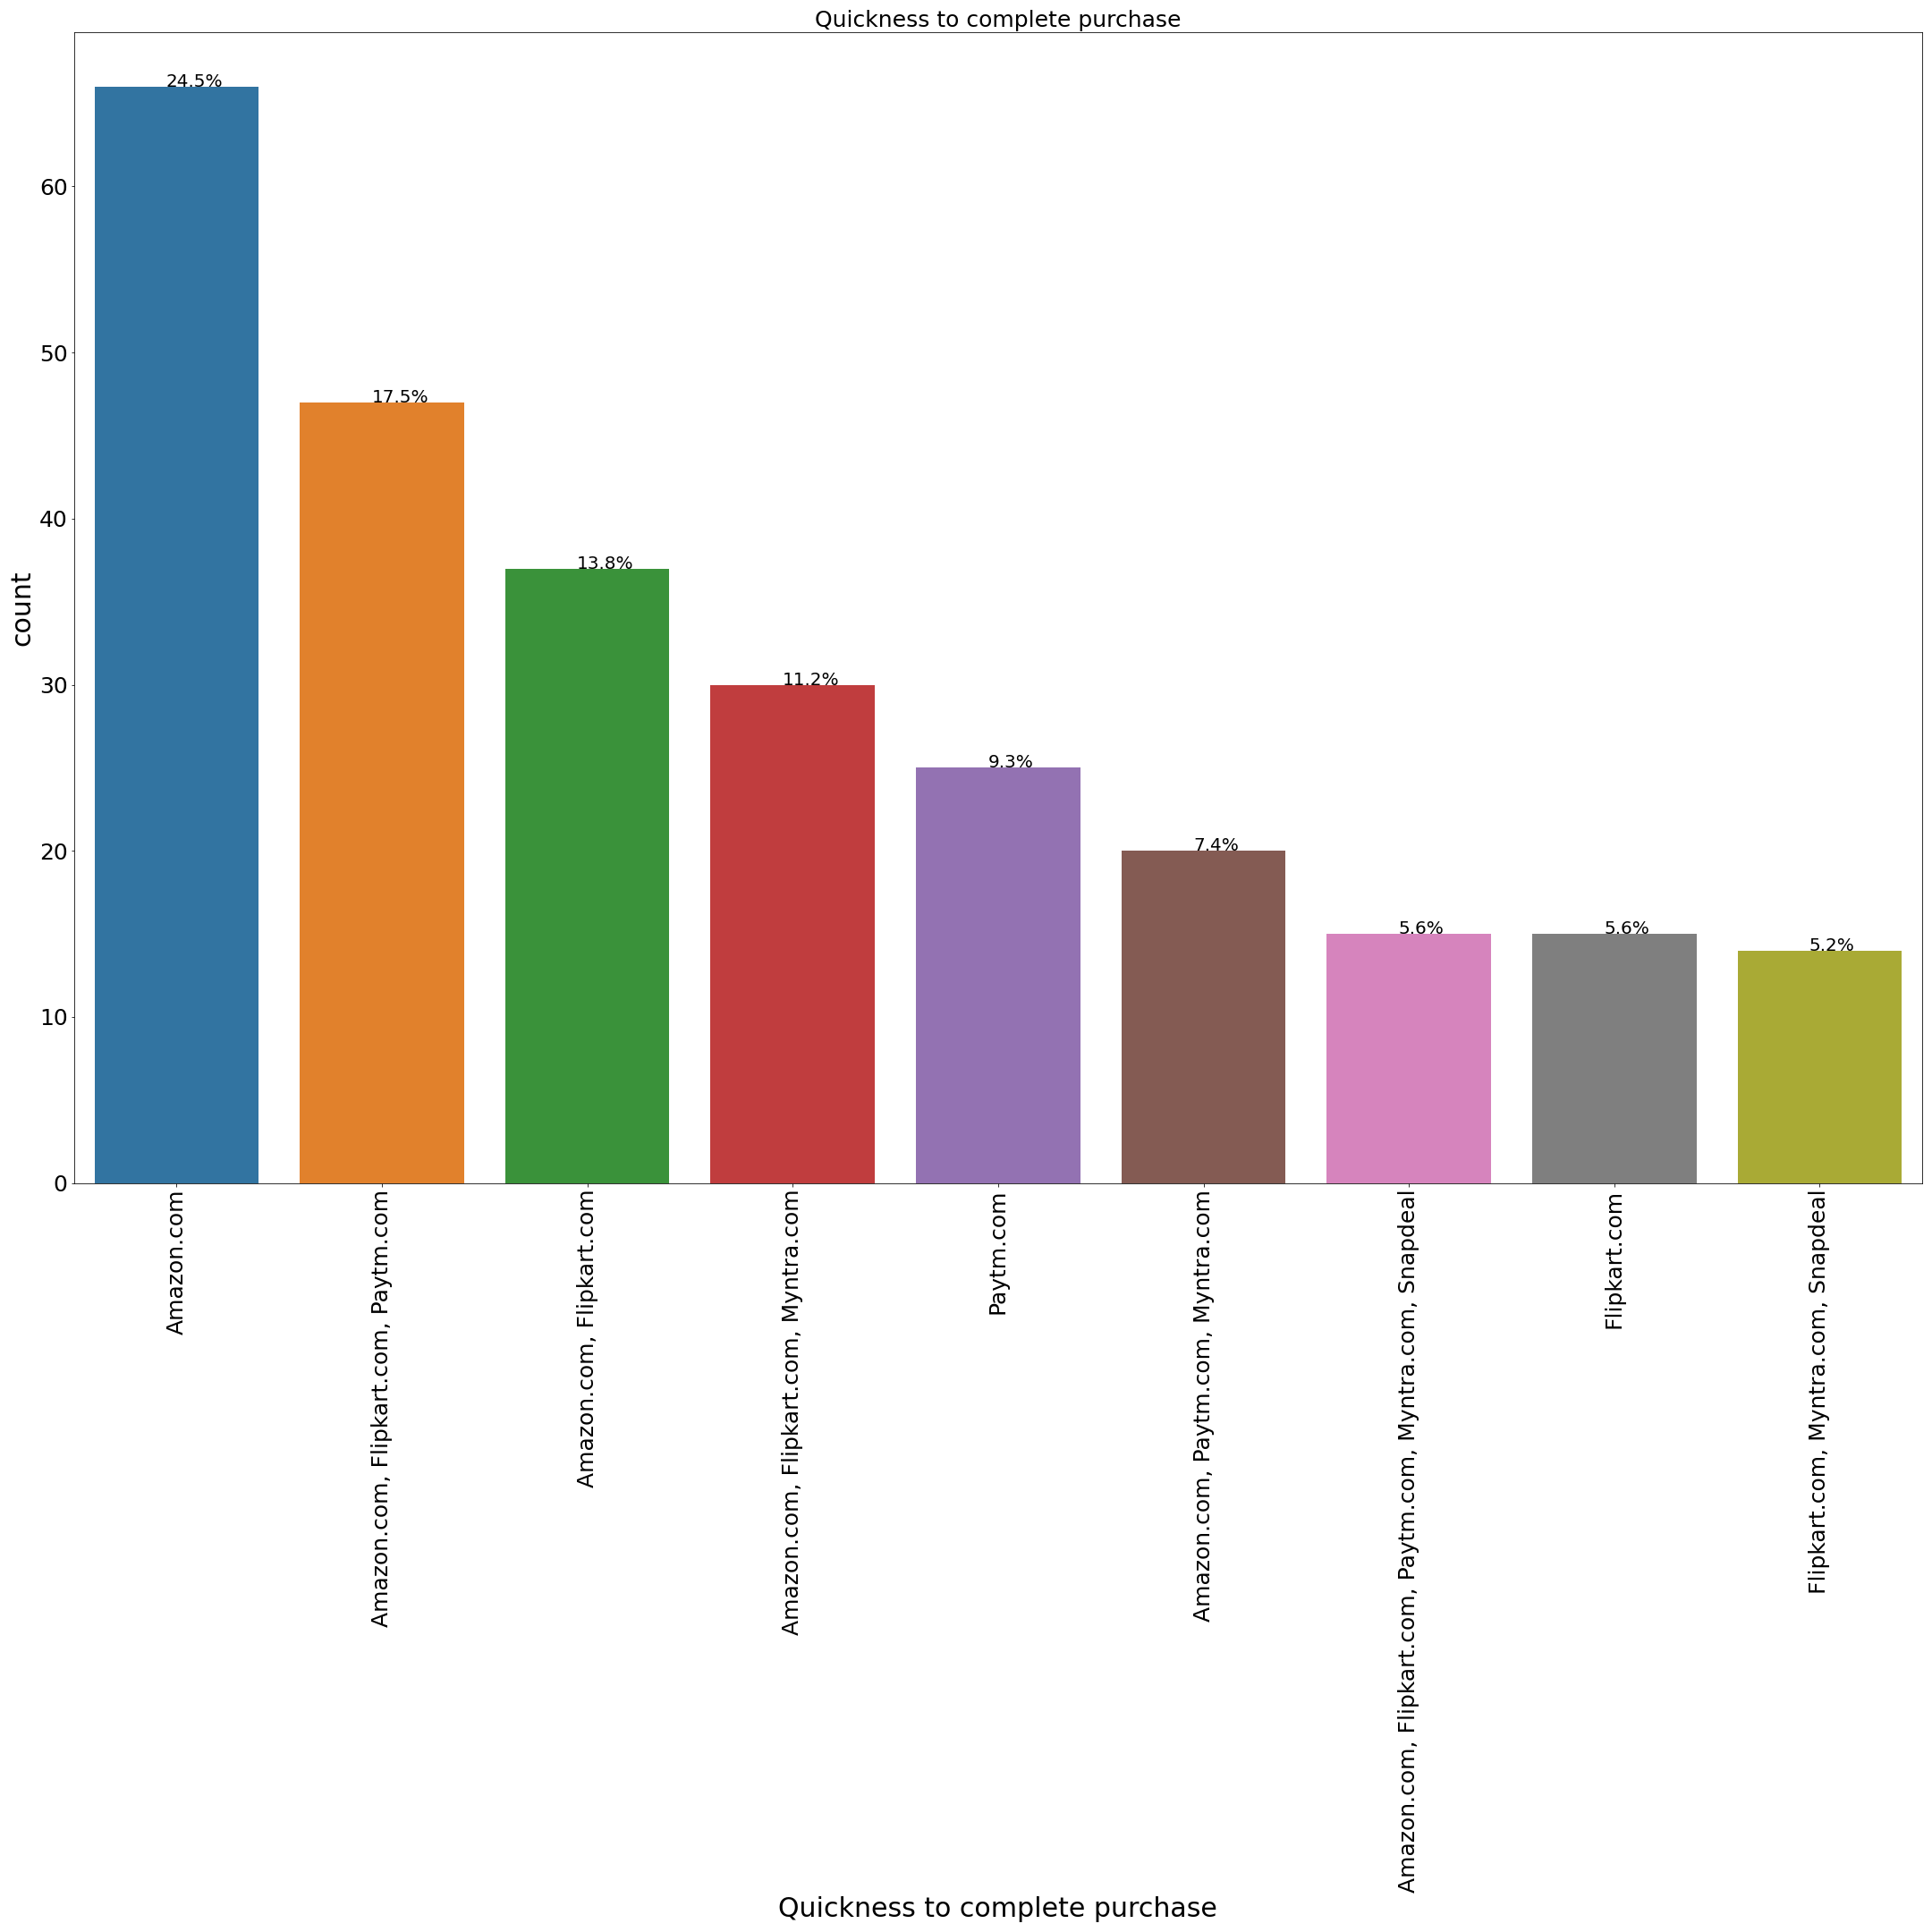 Quickness to complete purchase
24.5%
17.5%
13.8%
11.2%
9.3%
7.4%
5.6%
5.6%
5.2%
60
50
40
30
20
10
0
count
Amazon.com
Amazon.com, Flipkart.com, Paytm.com
Amazon.com, Flipkart.com
Amazon.com, Flipkart.com, Myntra.com
Paytm.com
Amazon.com, Paytm.com, Myntra.com
Amazon.com, Flipkart.com, Paytm.com, Myntra.com, Snapdeal
Flipkart.com
Flipkart.com, Myntra.com, Snapdeal
Quickness to complete purchase